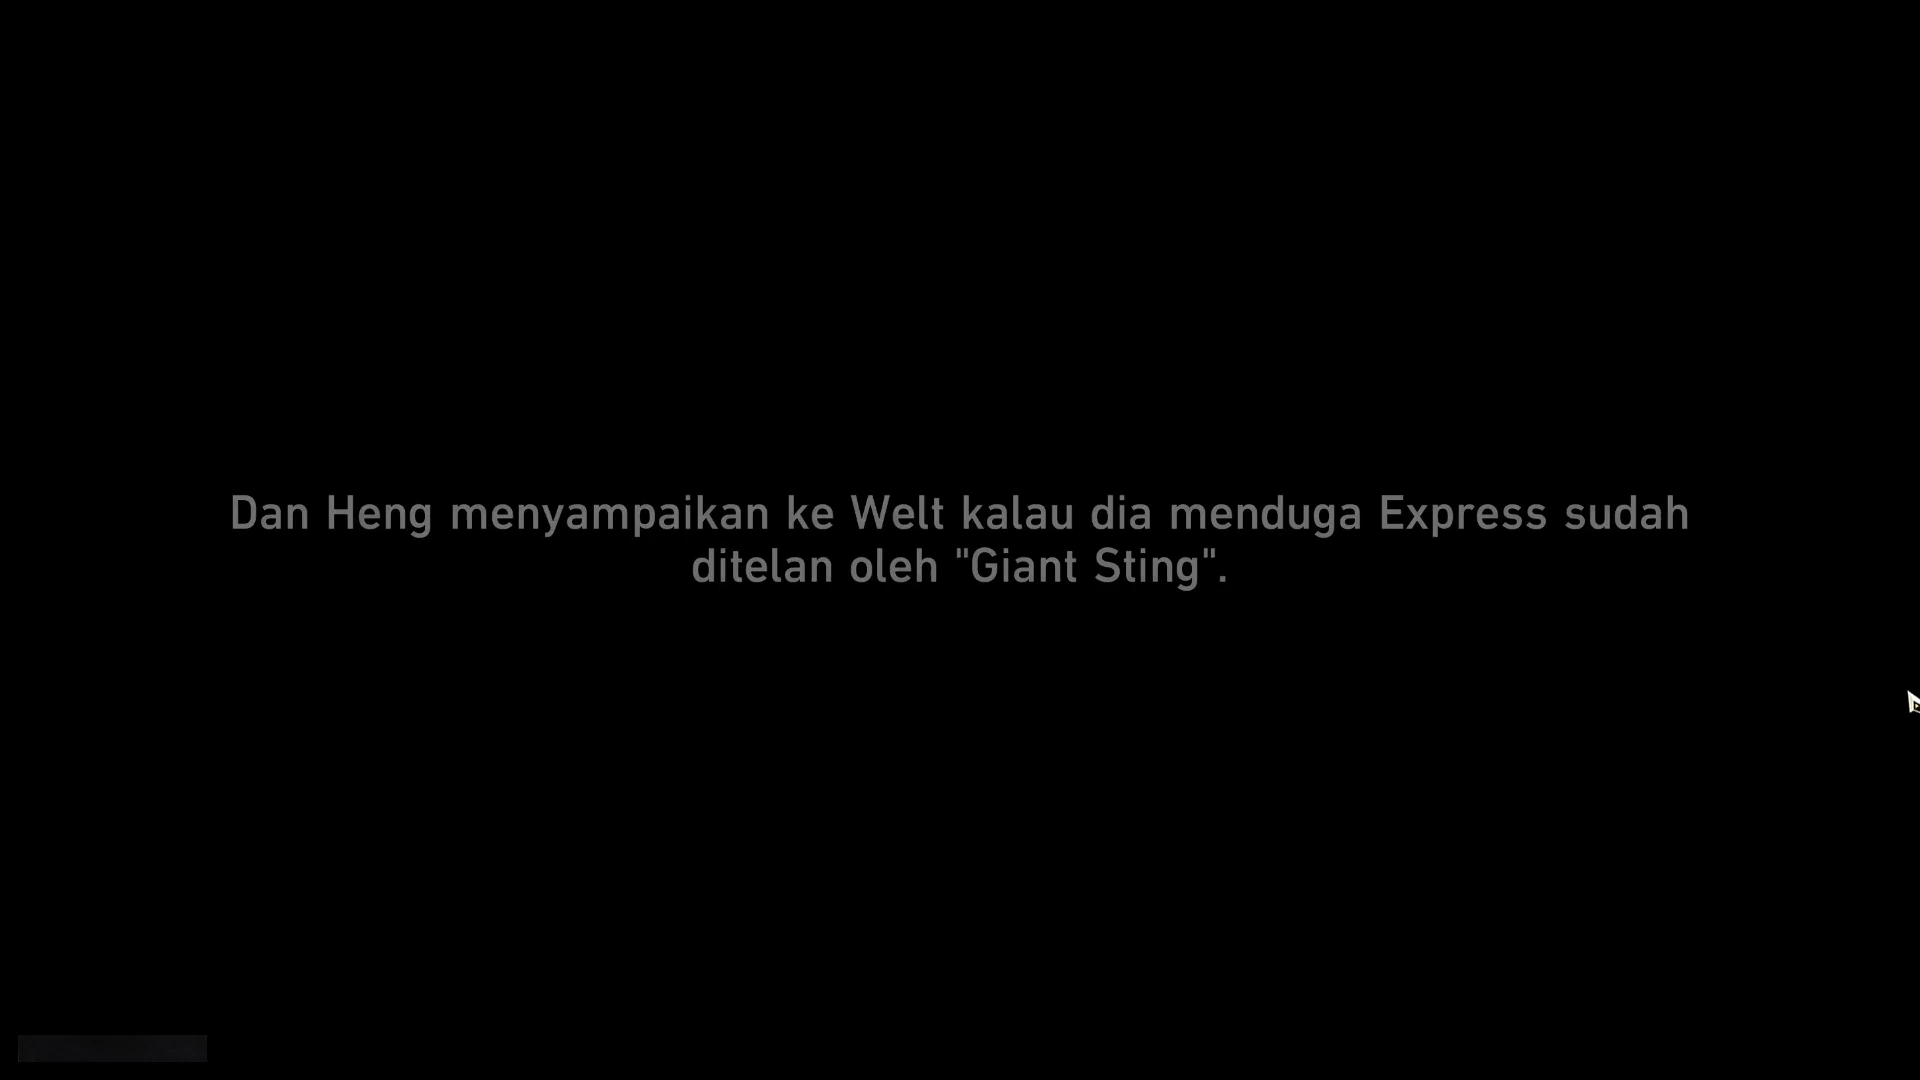 Dan Heng menyampaikan ke Welt kalau dia menduga Express sudah
ditelan oleh "Giant Sting".